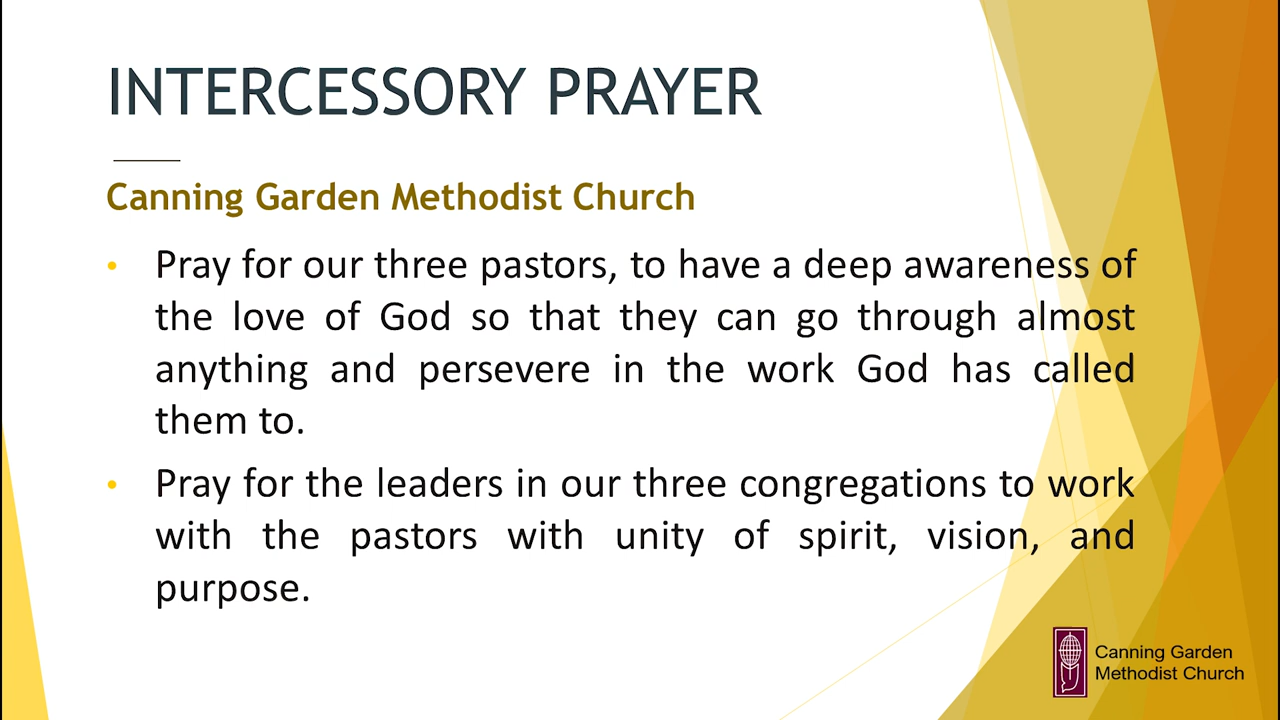 INTERCESSORY PRAYER
Canning Garden Methodist Church
• Pray for our three pastors, to have a deep awareness of
the love of God so that they can go through almost
anything and persevere in the work God has called
them to.
• Pray for the leaders in our three congregations to work
with the pastors with unity of spirit, vision, and
purpose.
Canning Garden
Methodist Church